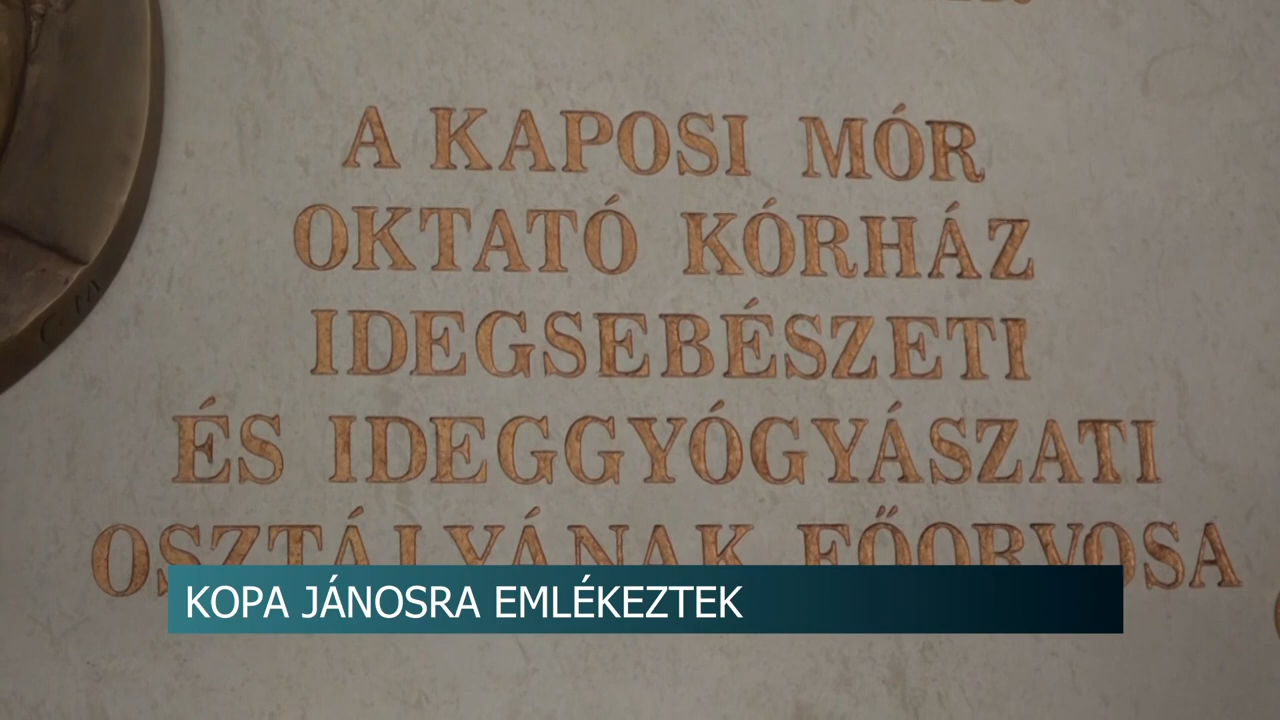 A KAPOSI MÓR
OKTATÓ KÓRHÁZ
IDEGSEBÉSZETI
ÉS IDEGGYÓGYÁSZATI
OSZTÁLYÁNAK FŐORVOSA
KOPA JÁNOSRA EMLÉKEZTEK